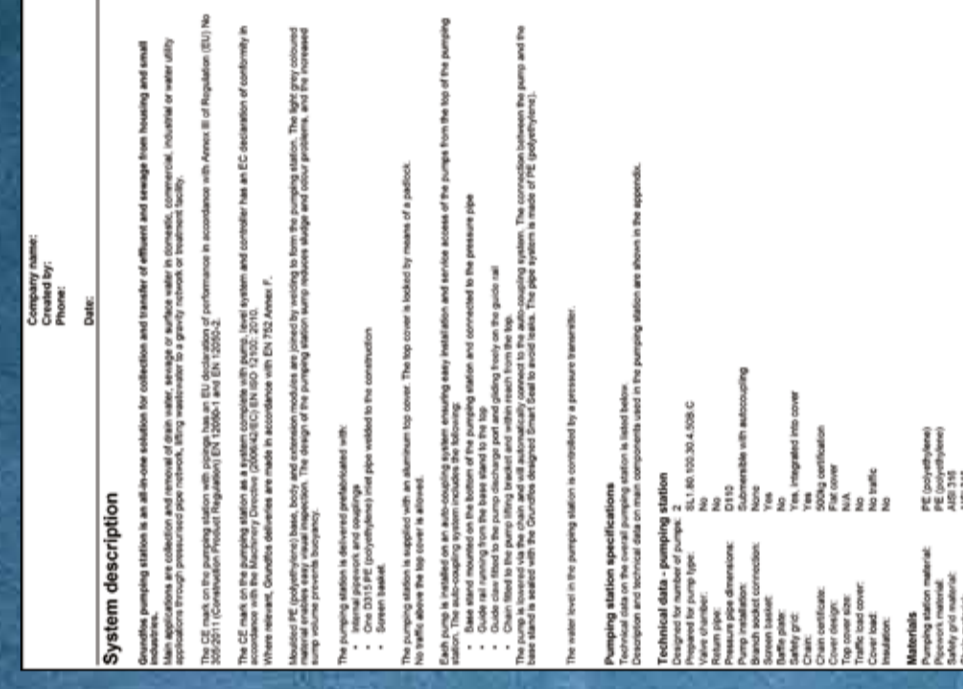 Company name:
Created by:
Phone:
Date:
System description
Grundfos pumping station is an all-in-one solution for collection and transfer of effluent and sewage from housing and small
industries.
Main applications are collection and removal of drain water, sewage or surface water in domestic, commercial, industrial or water utility
applications through pressurised pipe network, lifting wastewater to a gravity network or treatment facility.
The CE mark on the pumping station with pipings has an EU declaration of performance in accordance with Annex III of Regulation (EU) No
305/2011 (Construction Product Regulation) EN 12050-1 and EN 12050-2.
The CE mark on the pumping station as a system complete with pump, level system and controller has an EC declaration of conformity in
accordance with the Machinery Directive (2006/42/EC) EN ISO 12100: 2010.
Where relevant, Grundfos deliveries are made in accordance with EN 752 Annex F.
Moulded PE (polyethylene) base, body and extension modules are joined by welding to form the pumping station. The light grey coloured
material enables easy visual inspection. The design of the pumping station sump reduces sludge and odour problems, and the increased
sump volume prevents buoyancy.
The pumping station is delivered prefabricated with:
• Internal pipework and couplings
• One D315 PE (polyethylene) inlet pipe welded to the construction
• Screen basket.
The pumping station is supplied with an aluminum top cover. The top cover is locked by means of a padlock.
No traffic above the top cover is allowed.
Each pump is installed on an auto-coupling system ensuring easy installation and service access of the pumps from the top of the pumping
station. The auto-coupling system includes the following:
• Base stand mounted on the bottom of the pumping station and connected to the pressure pipe
• Guide rail running from the base stand to the top
• Guide claw fitted to the pump discharge port and gliding freely on the guide rail
• Chain fitted to the pump lifting bracket and within reach from the top.
The pump is lowered via the chain and will automatically connect to the auto-coupling system. The connection between the pump and the
base stand is sealed with the Grundfos designed Smart Seal to avoid leaks. The pipe system is made of PE (polyethylene).
The water level in the pumping station is controlled by a pressure transmitter.
Pumping station specifications
Technical data on the overall pumping station is listed below.
Description and technical data on main components used in the pumping station are shown in the appendix.
Technical data - pumping station
Designed for number of pumps: 2
Prepared for pump type: SL1.80.100.30.4.50B.C
Valve chamber: No
Return pipe: No
Pressure pipe dimensions: D110
Pump installation: Submersible with autocoupling
Branch socket connection: None
Screen basket: Yes
Baffle plate: No
Safety grid: Yes, integrated into cover
Chain: Yes
Chain certificate: 500kg certification
Cover design: Flat cover
Top cover size: N/A
Traffic road cover: No
Cover load: No traffic
Insulation: No
Materials
Pumping station material: PE (polyethylene)
Pipework material: PE (polyethylene)
Safety grid material: AISI 316